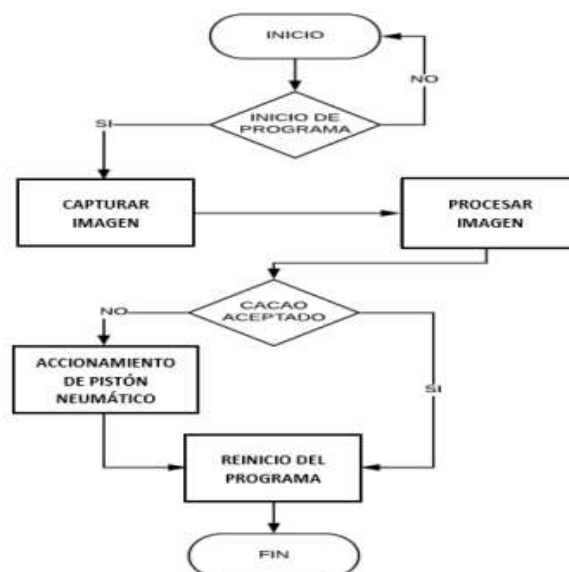 INICIO
NO
INICIO DE
PROGRAMA
SI
CAPTURAR
IMAGEN
PROCESAR
IMAGEN
CACAO
ACEPTADO
NO
ACCIONAMIENTO
DE PISTÓN
NEUMÁTICO
SI
REINICIO DEL
PROGRAMA
FIN